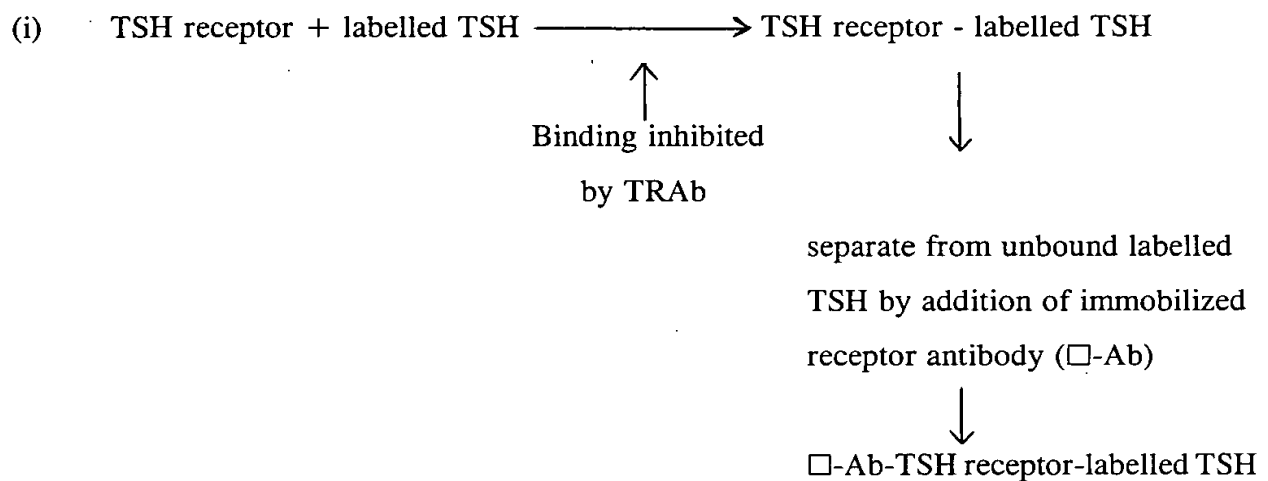 (i) TSH receptor + labelled TSH ⟶ TSH receptor - labelled TSH
Binding inhibited
by TRAb
separate from unbound labelled
TSH by addition of immobilized
receptor antibody (□-Ab)
□-Ab-TSH receptor-labelled TSH